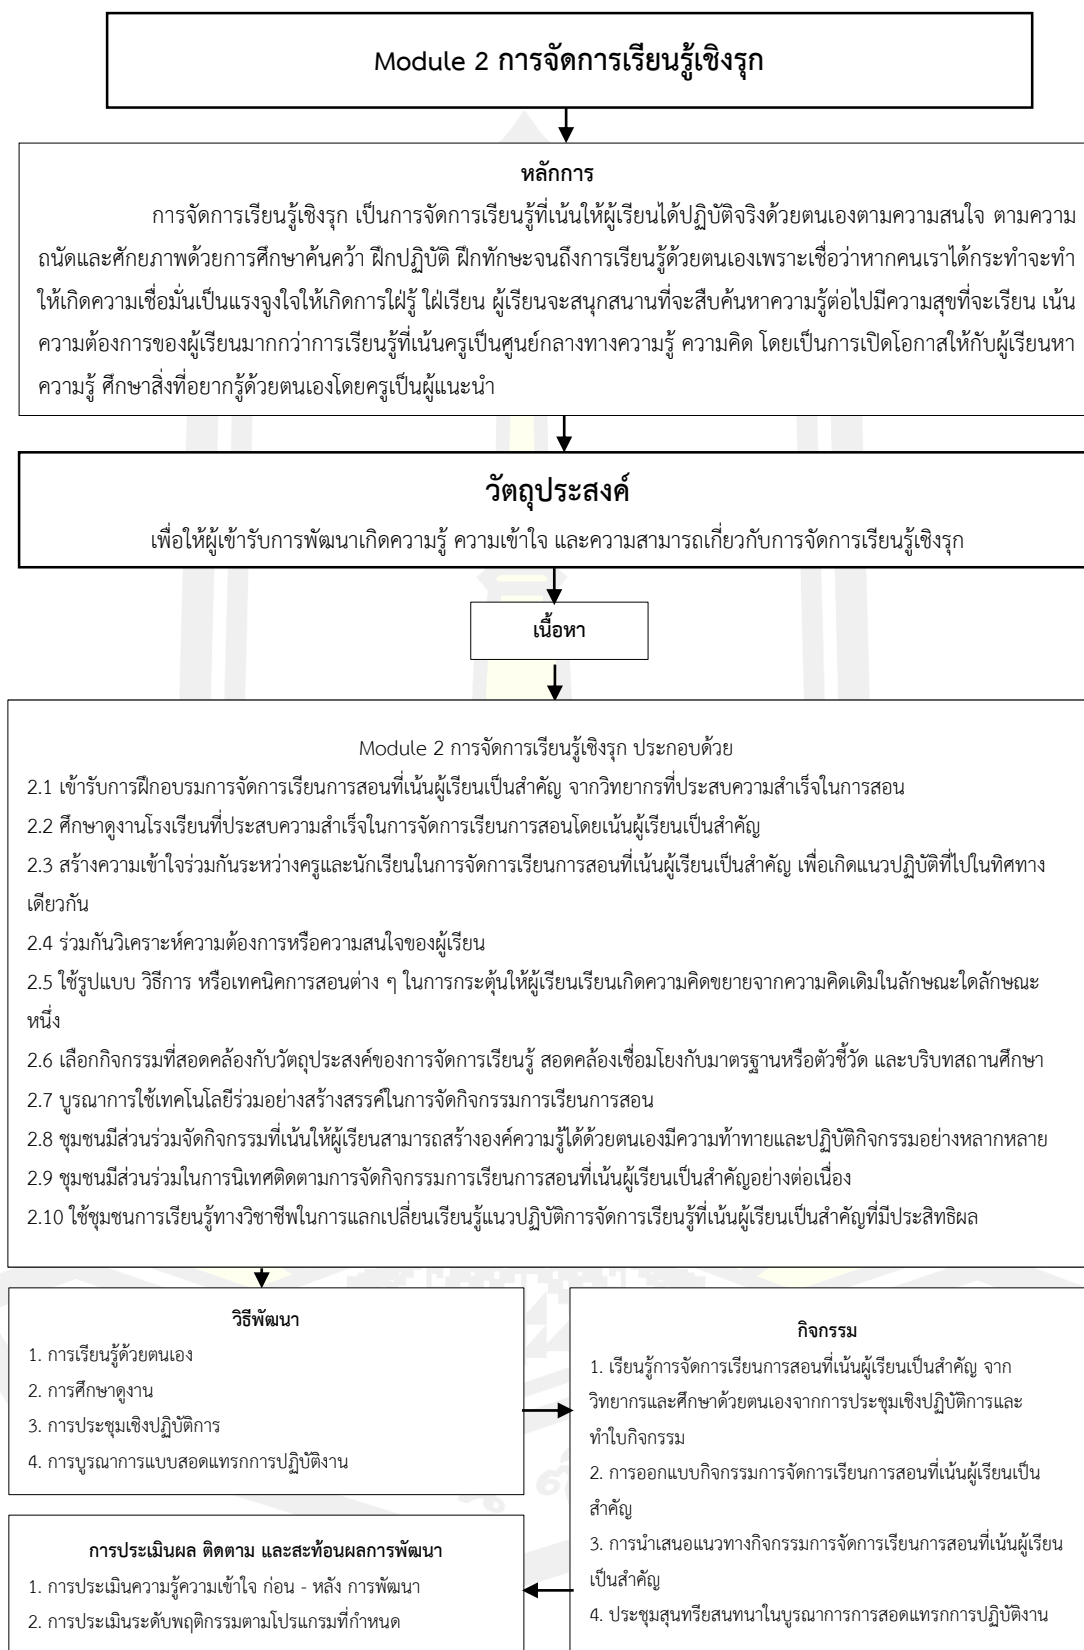 Module 2 การจัดการเรียนรู้เชิงรุก
หลักการ
การจัดการเรียนรู้เชิงรุก เป็นการจัดการเรียนรู้ที่เน้นให้ผู้เรียนได้ปฏิบัติจริงด้วยตนเองตามความสนใจ ตามความ
ถนัดและศักยภาพด้วยการศึกษาค้นคว้า ฝึกปฏิบัติ ฝึกทักษะจนถึงการเรียนรู้ด้วยตนเองเพราะเชื่อว่าหากคนเราได้กระทำจะทำ
ให้เกิดความเชื่อมั่นเป็นแรงจูงใจให้เกิดการใฝ่รู้ ใฝ่เรียน ผู้เรียนจะสนุกสนานที่จะสืบค้นหาความรู้ต่อไปมีความสุขที่จะเรียน เน้น
ความต้องการของผู้เรียนมากกว่าการเรียนรู้ที่เน้นครูเป็นศูนย์กลางทางความรู้ ความคิด โดยเป็นการเปิดโอกาสให้กับผู้เรียนหา
ความรู้ ศึกษาสิ่งที่อยากรู้ด้วยตนเองโดยครูเป็นผู้แนะนำ
วัตถุประสงค์
เพื่อให้ผู้เข้ารับการพัฒนาเกิดความรู้ ความเข้าใจ และความสามารถเกี่ยวกับการจัดการเรียนรู้เชิงรุก
เนื้อหา
Module 2 การจัดการเรียนรู้เชิงรุก ประกอบด้วย
2.1 เข้ารับการฝึกอบรมการจัดการเรียนการสอนที่เน้นผู้เรียนเป็นสำคัญ จากวิทยากรที่ประสบความสำเร็จในการสอน
2.2 ศึกษาดูงานโรงเรียนที่ประสบความสำเร็จในการจัดการเรียนการสอนโดยเน้นผู้เรียนเป็นสำคัญ
2.3 สร้างความเข้าใจร่วมกันระหว่างครูและนักเรียนในการจัดการเรียนการสอนที่เน้นผู้เรียนเป็นสำคัญ เพื่อเกิดแนวปฏิบัติที่ไปในทิศทาง
เดียวกัน
2.4 ร่วมกันวิเคราะห์ความต้องการหรือความสนใจของผู้เรียน
2.5 ใช้รูปแบบ วิธีการ หรือเทคนิคการสอนต่าง ๆ ในการกระตุ้นให้ผู้เรียนเรียนเกิดความคิดขยายจากความคิดเดิมในลักษณะใดลักษณะ
หนึ่ง
2.6 เลือกกิจกรรมที่สอดคล้องกับวัตถุประสงค์ของการจัดการเรียนรู้ สอดคล้องเชื่อมโยงกับมาตรฐานหรือตัวชี้วัด และบริบทสถานศึกษา
2.7 บูรณาการใช้เทคโนโลยีร่วมอย่างสร้างสรรค์ในการจัดกิจกรรมการเรียนการสอน
2.8 ชุมชนมีส่วนร่วมจัดกิจกรรมที่เน้นให้ผู้เรียนสามารถสร้างองค์ความรู้ได้ด้วยตนเองมีความท้าทายและปฏิบัติกิจกรรมอย่างหลากหลาย
2.9 ชุมชนมีส่วนร่วมในการนิเทศติดตามการจัดกิจกรรมการเรียนการสอนที่เน้นผู้เรียนเป็นสำคัญอย่างต่อเนื่อง
2.10 ใช้ชุมชนการเรียนรู้ทางวิชาชีพในการแลกเปลี่ยนเรียนรู้แนวปฏิบัติการจัดการเรียนรู้ที่เน้นผู้เรียนเป็นสำคัญที่มีประสิทธิผล
วิธีพัฒนา
1. การเรียนรู้ด้วยตนเอง
2. การศึกษาดูงาน
3. การประชุมเชิงปฏิบัติการ
4. การบูรณาการแบบสอดแทรกการปฏิบัติงาน
กิจกรรม
1. เรียนรู้การจัดการเรียนการสอนที่เน้นผู้เรียนเป็นสำคัญ จาก
วิทยากรและศึกษาด้วยตนเองจากการประชุมเชิงปฏิบัติการและ
ทำใบกิจกรรม
2. การออกแบบกิจกรรมการจัดการเรียนการสอนที่เน้นผู้เรียนเป็น
สำคัญ
3. การนำเสนอแนวทางกิจกรรมการจัดการเรียนการสอนที่เน้นผู้เรียน
เป็นสำคัญ
4. ประชุมสุนทรียสนทนาในบูรณาการการสอดแทรกการปฏิบัติงาน
การประเมินผล ติดตาม และสะท้อนผลการพัฒนา
1. การประเมินความรู้ความเข้าใจ ก่อน - หลัง การพัฒนา
2. การประเมินระดับพฤติกรรมตามโปรแกรมที่กำหนด